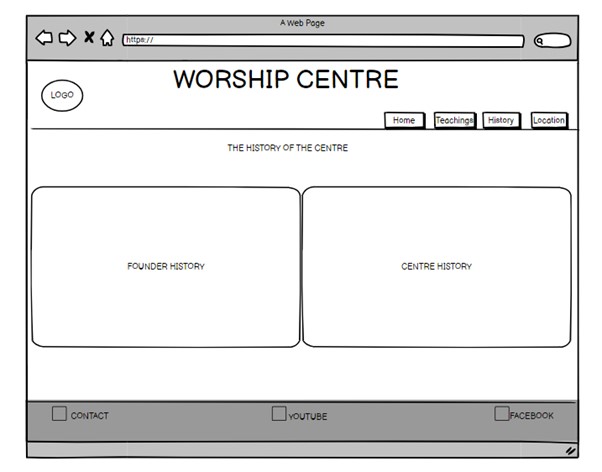 A Web Page
https://
WORSHIP CENTRE
LOGO
Home Teachings History Location
THE HISTORY OF THE CENTRE
FOUNDER HISTORY CENTRE HISTORY
CONTACT YOUTUBE FACEBOOK